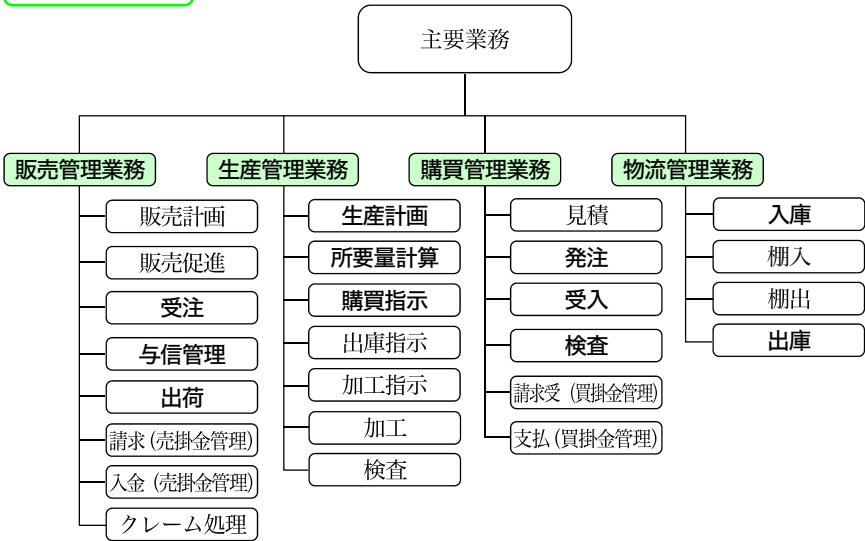 主要業務
販売管理業務
販売計画
販売促進
受注
与信管理
出荷
請求(売掛金管理)
入金(売掛金管理)
クレーム処理
生産管理業務
生産計画
所要量計算
購買指示
出庫指示
加工指示
加工
検査
購買管理業務
見積
発注
受入
検査
請求受(買掛金管理)
支払(買掛金管理)
物流管理業務
入庫
棚入
棚出
出庫